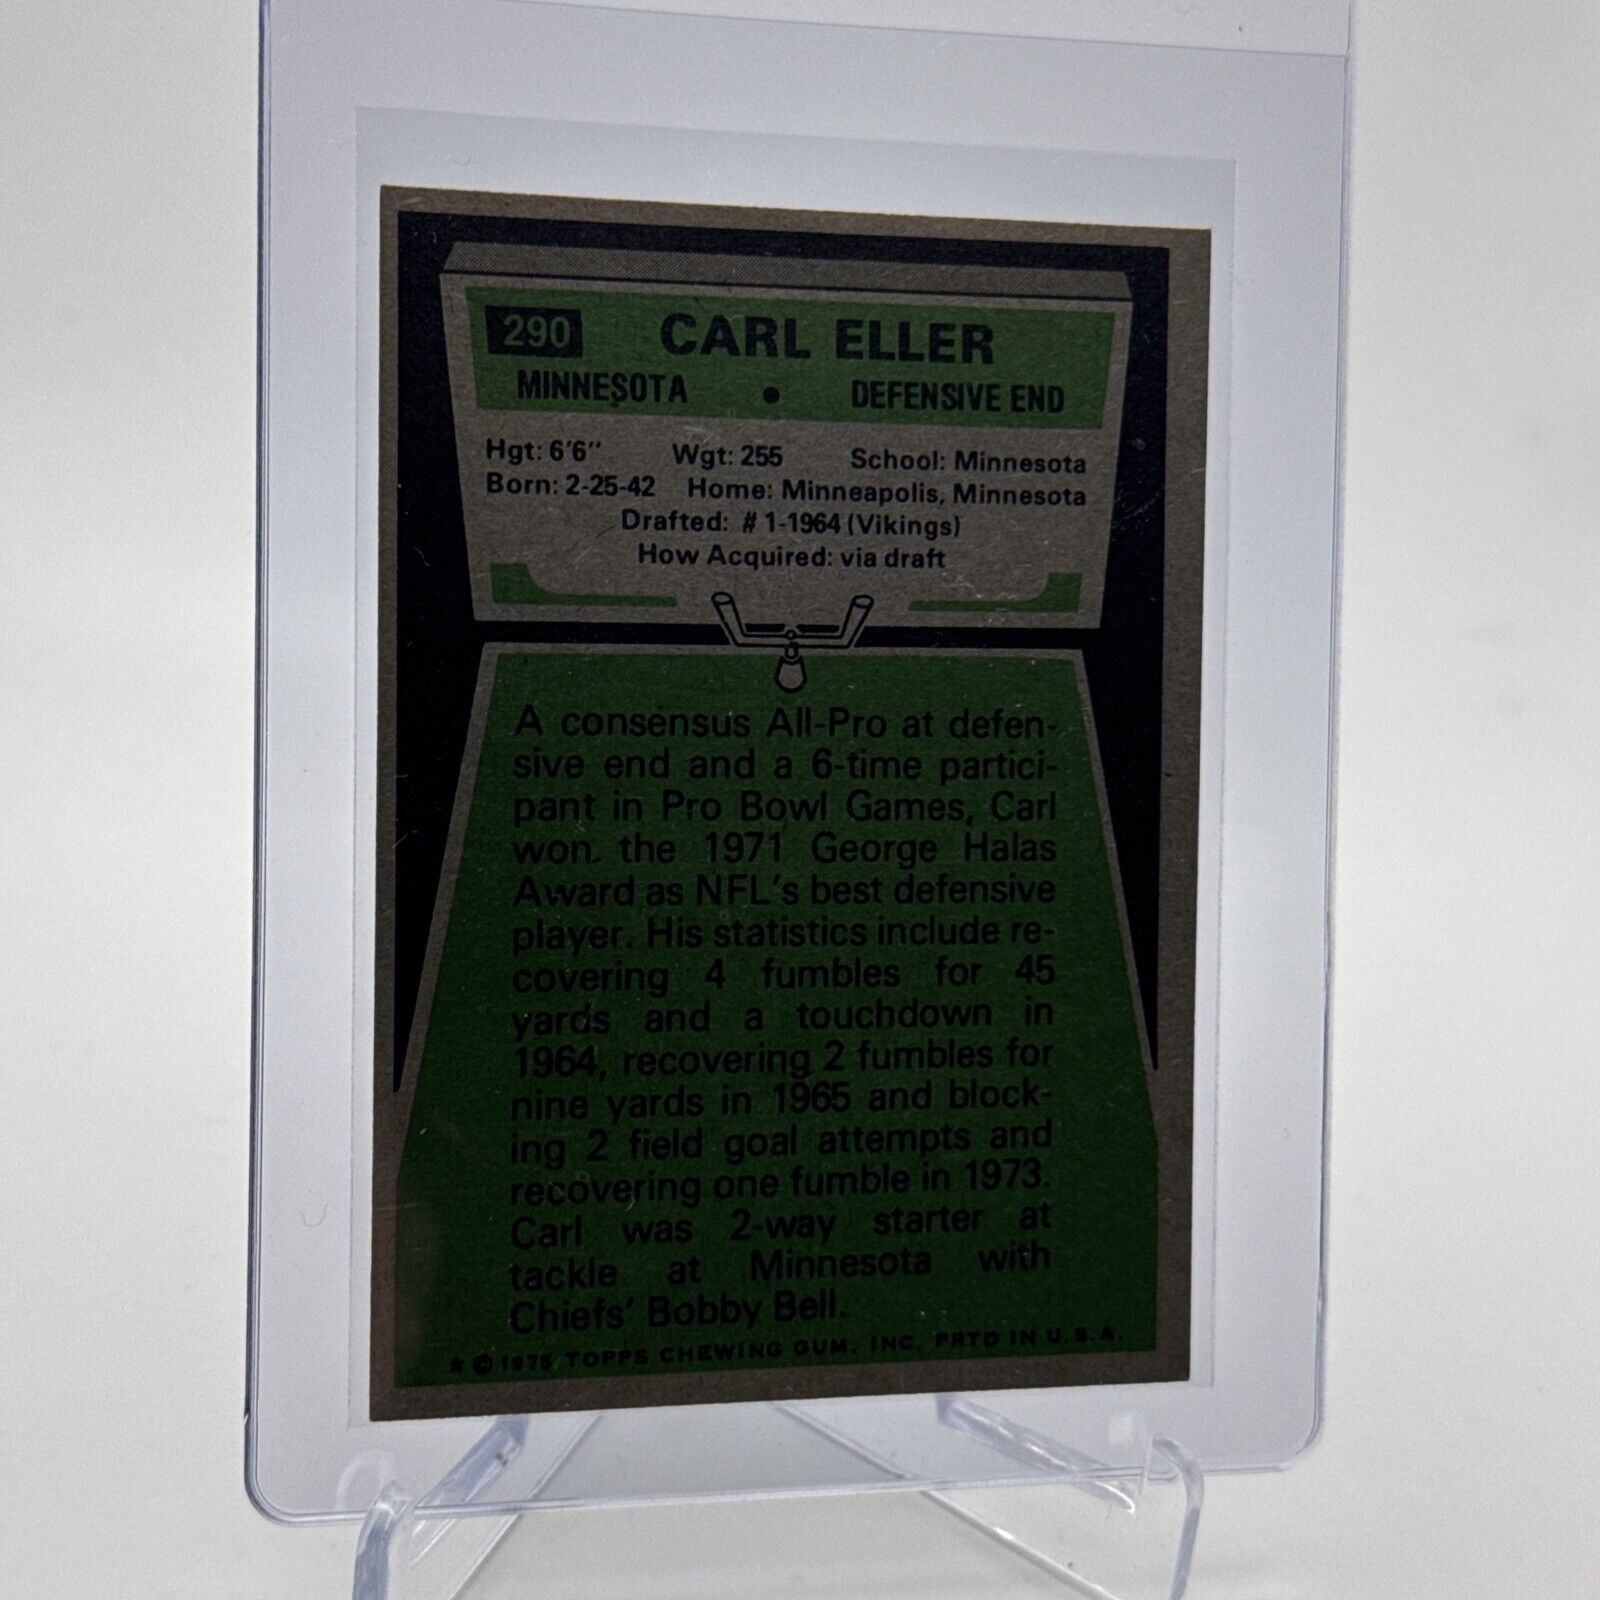 290 CARL ELLER
MINNESOTA • DEFENSIVE END
Hgt: 6'6" Wgt: 255 School: Minnesota
Born: 2-25-42 Home: Minneapolis, Minnesota
Drafted: #1-1964 (Vikings)
How Acquired: via draft
A consensus All-Pro at defen-
sive end and a 6-time partici-
pant in Pro Bowl Games, Carl
won the 1971 George Halas
Award as NFL's best defensive
player. His statistics include re-
covering 4 fumbles for 45
yards and a touchdown in
1964, recovering 2 fumbles for
nine yards in 1965 and block-
ing 2 field goal attempts and
recovering one fumble in 1973.
Carl was 2-way starter at
tackle at Minnesota with
Chiefs' Bobby Bell.
★ © 1975 TOPPS CHEWING GUM, INC. PRTD IN U.S.A.